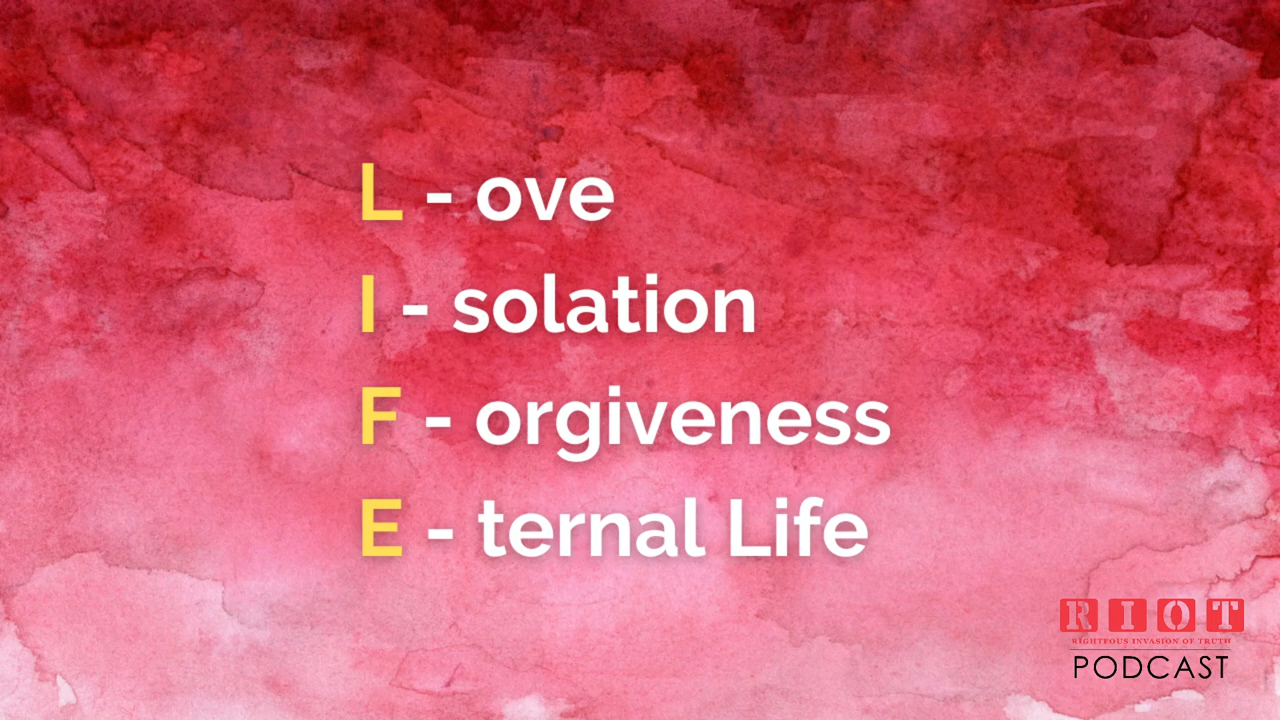 L - ove
I - solation
F - orgiveness
E - ternal Life
RIOT
RIGHTEOUS INVASION OF TRUTH
PODCAST